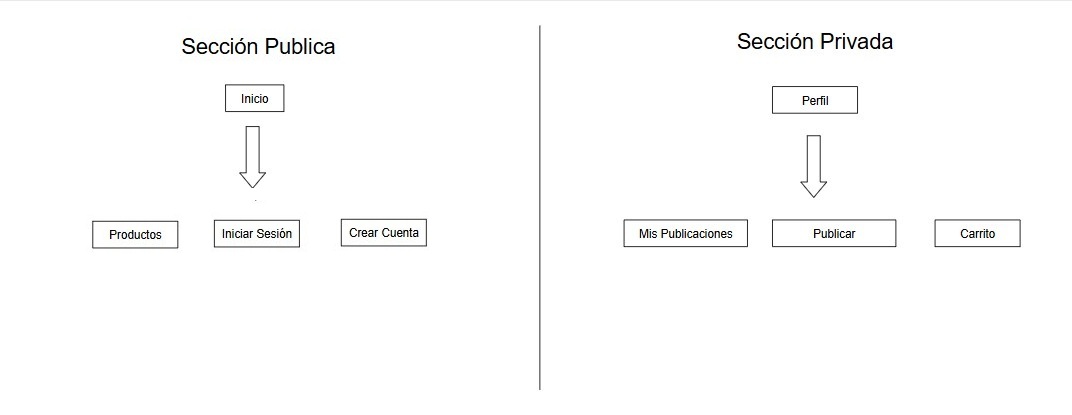 Sección Publica
Inicio
Productos
Iniciar Sesión
Crear Cuenta
Sección Privada
Perfil
Mis Publicaciones
Publicar
Carrito